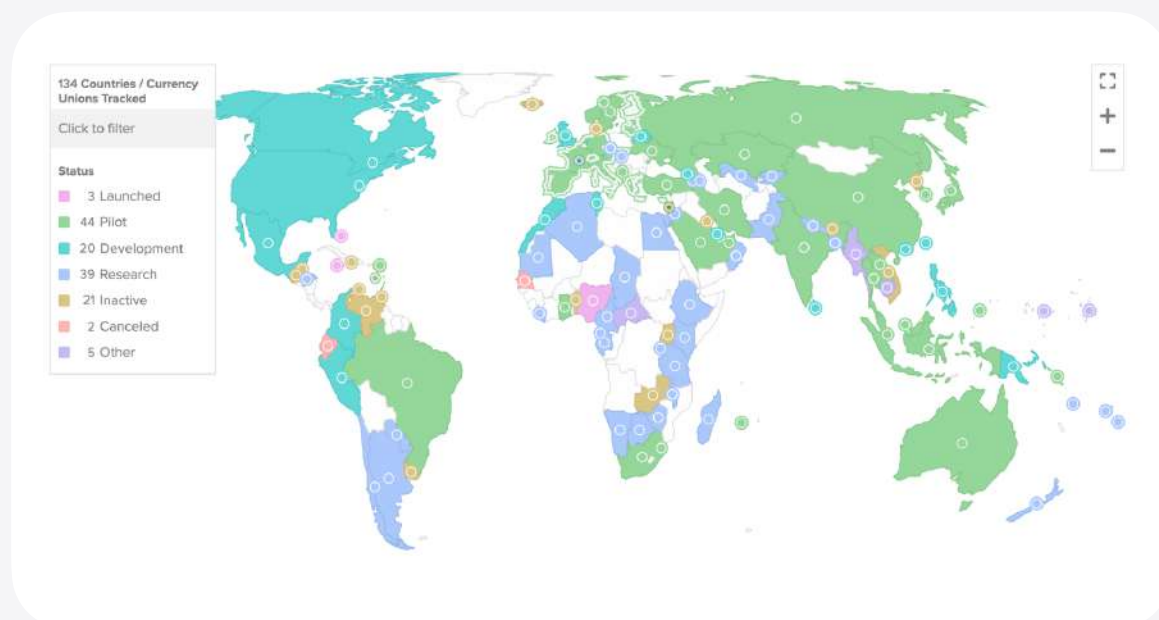 134 Countries / Currency
Unions Tracked
Click to filter
Status
3 Launched
44 Pilot
20 Development
39 Research
21 Inactive
2 Canceled
5 Other